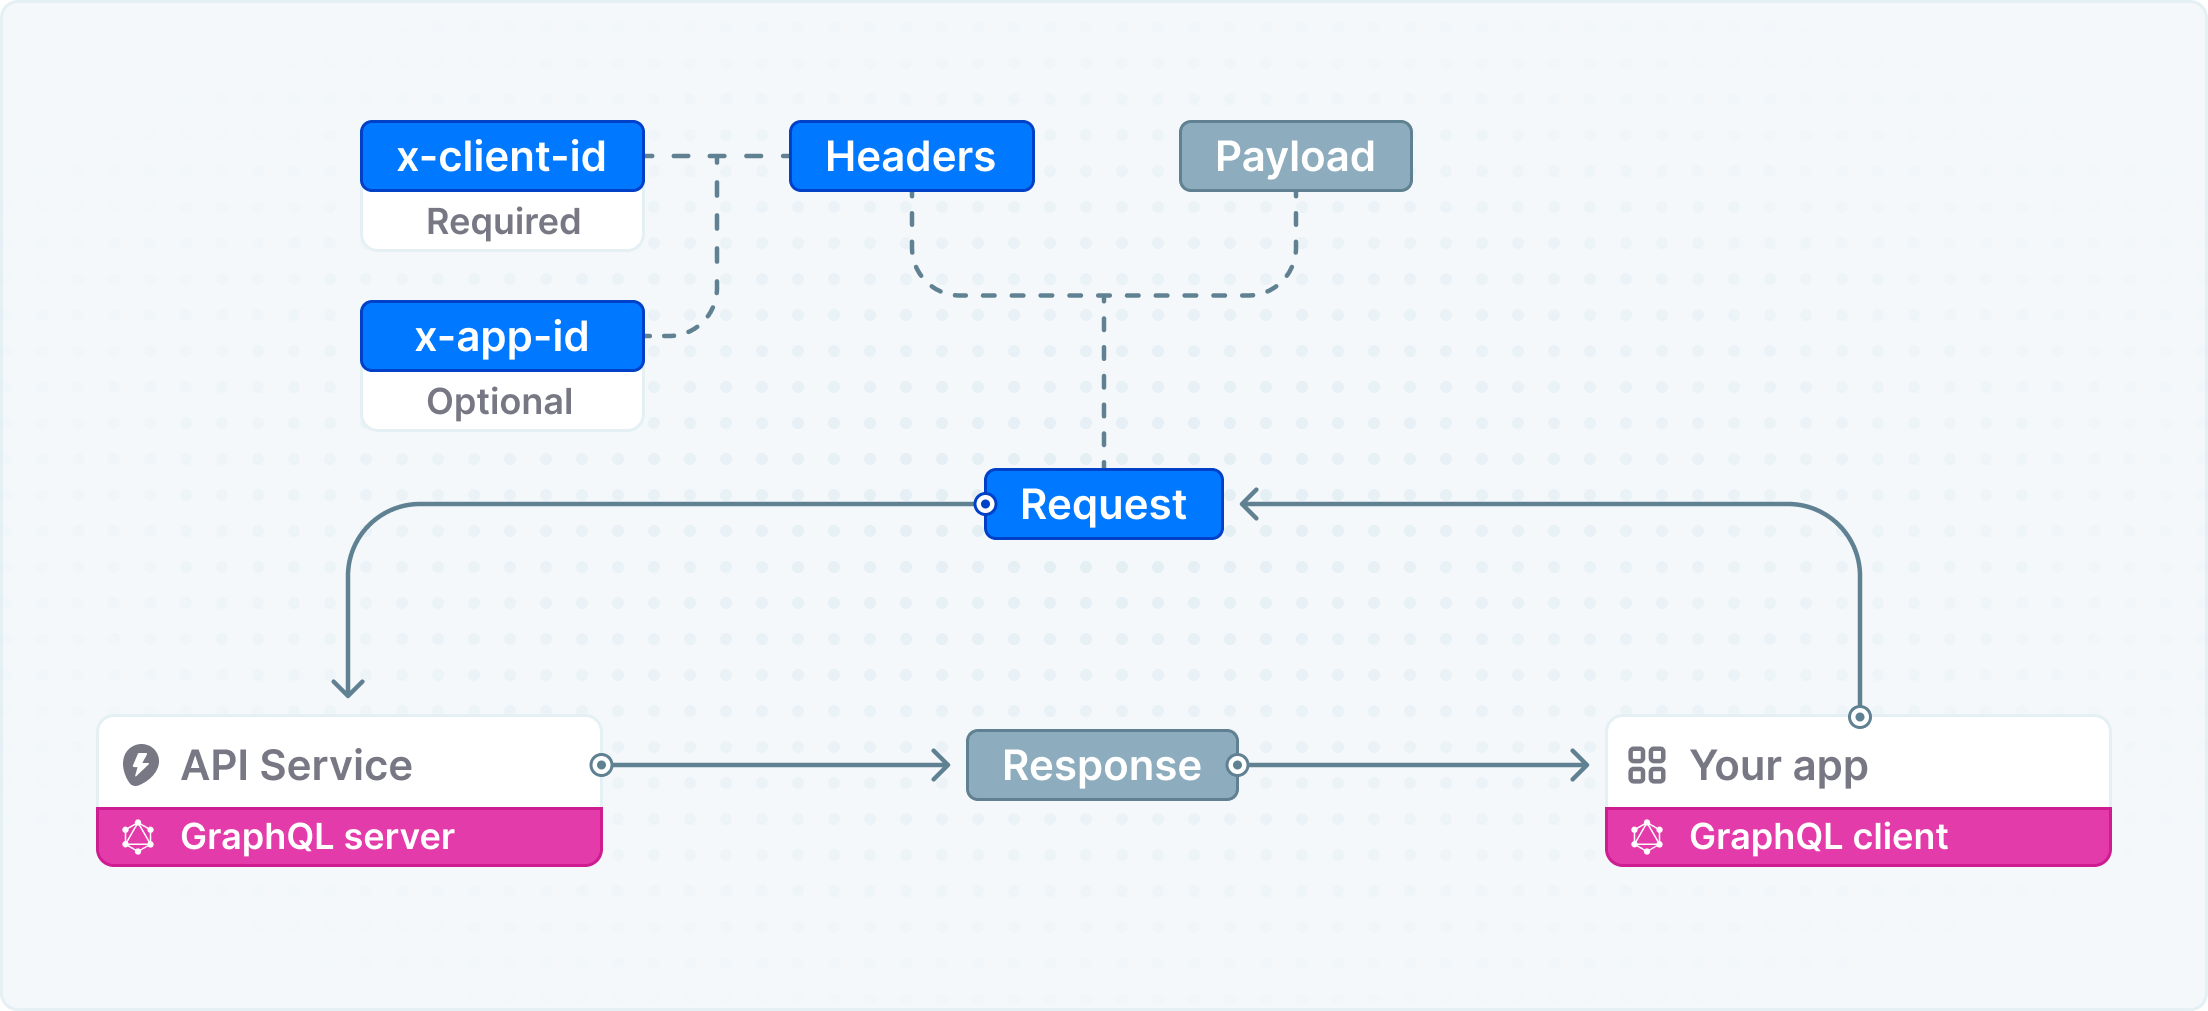 x-client-id
Required
Headers
Payload
x-app-id
Optional
Request
API Service
GraphQL server
Response
Your app
GraphQL client